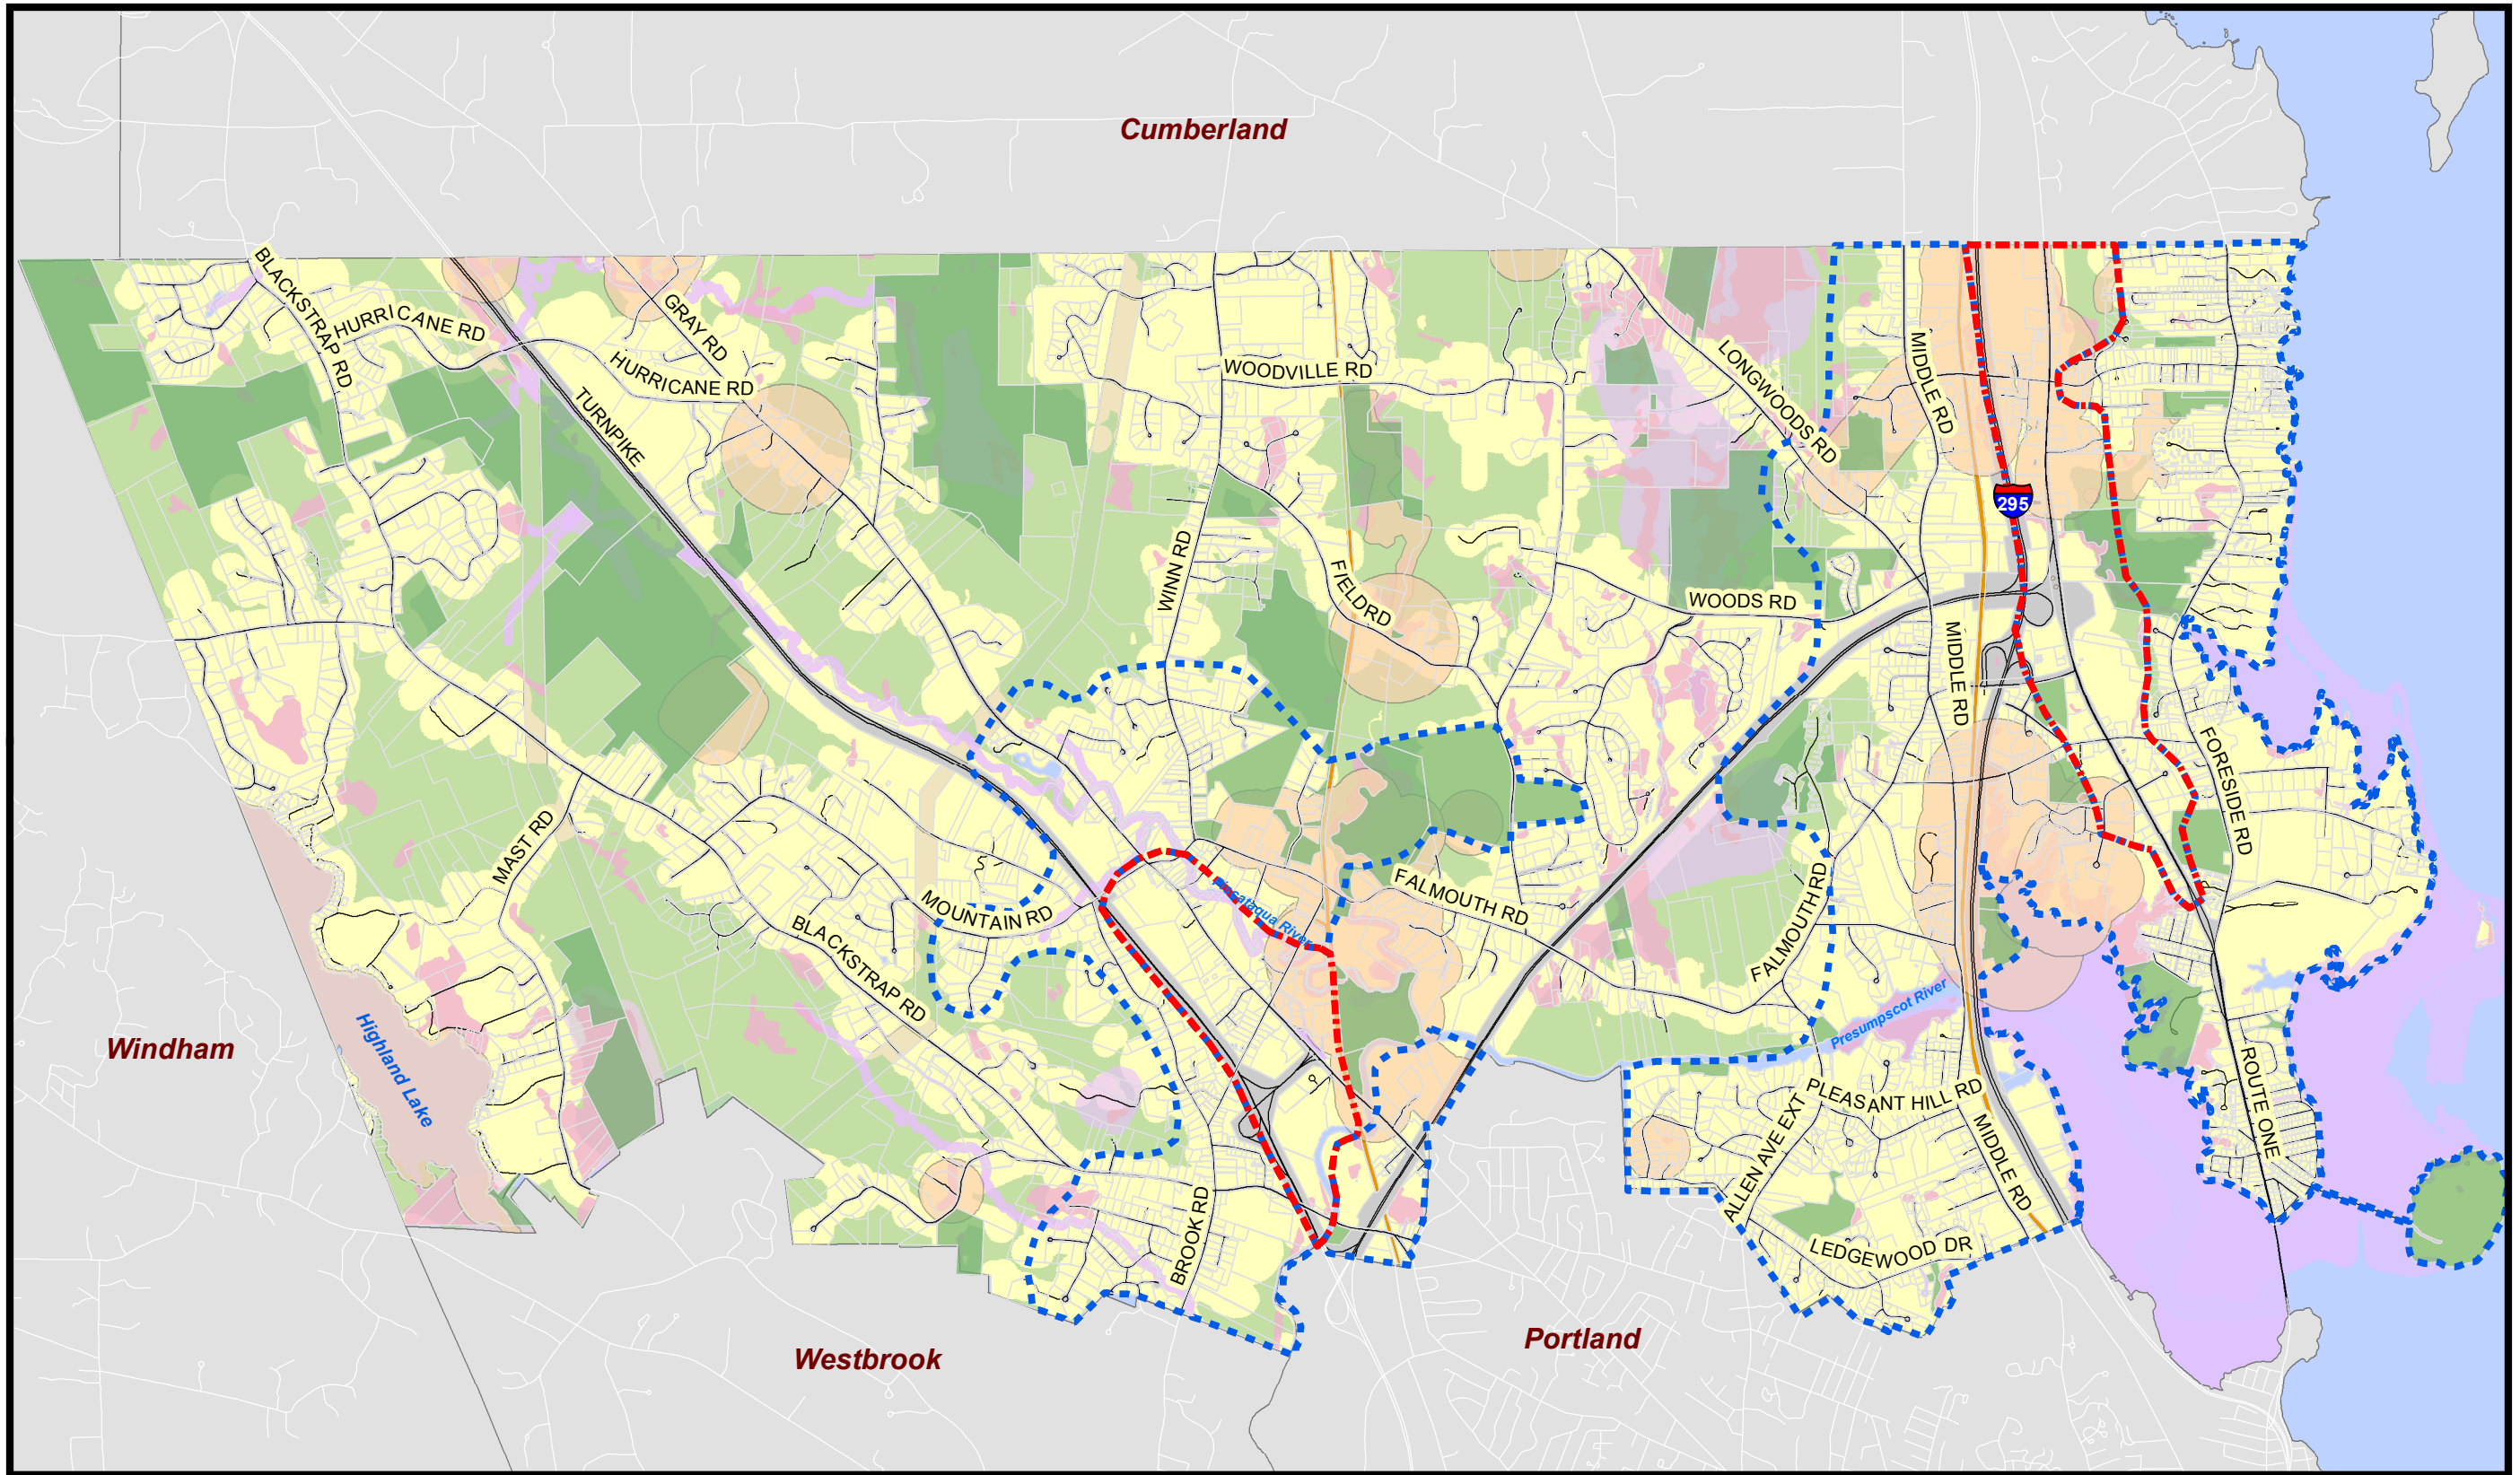 Cumberland
BLACKSTRAP RD
HURRICANE RD
GRAY RD
HURRICANE RD
TURNPIKE
WOODVILLE RD
LONGWOODS RD
MIDDLE RD
295
WINN RD
FIELD RD
WOODS RD
MIDDLE RD
FORESIDE RD
MAST RD
MOUNTAIN RD
BLACKSTRAP RD
Piscataqua River
FALMOUTH RD
FALMOUTH RD
Presumpscot River
Windham
Highland Lake
PLEASANT HILL RD
ALLEN AVE EXT
MIDDLE RD
ROUTE ONE
BROOK RD
LEDGEWOOD DR
Westbrook
Portland